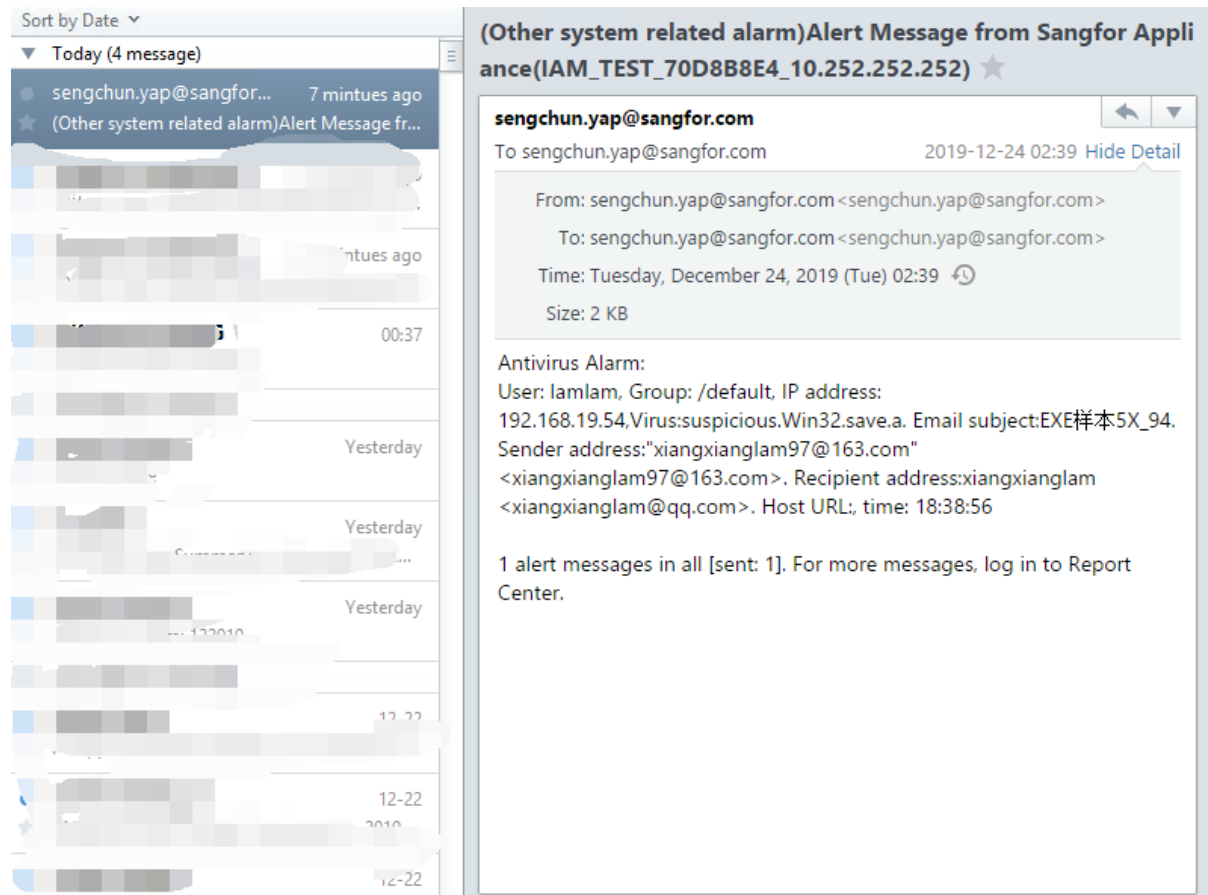 Sort by Date
Today (4 message)
sengchun.yap@sangfor... 7 mintues ago
(Other system related alarm)Alert Message fr...
ntues ago
00:37
Yesterday
Yesterday
Yesterday
12-22
12-22
12-22
(Other system related alarm)Alert Message from Sangfor Appli
ance(IAM_TEST_70D8B8E4_10.252.252.252)
sengchun.yap@sangfor.com
To sengchun.yap@sangfor.com 2019-12-24 02:39 Hide Detail
From: sengchun.yap@sangfor.com<sengchun.yap@sangfor.com>
To: sengchun.yap@sangfor.com<sengchun.yap@sangfor.com>
Time: Tuesday, December 24, 2019 (Tue) 02:39
Size: 2 KB
Antivirus Alarm:
User: lamlam, Group: /default, IP address:
192.168.19.54,Virus:suspicious.Win32.save.a. Email subject:EXE样本5X_94.
Sender address:"xiangxianglam97@163.com"
<xiangxianglam97@163.com>. Recipient address:xiangxianglam
<xiangxianglam@qq.com>. Host URL:, time: 18:38:56
1 alert messages in all [sent: 1]. For more messages, log in to Report
Center.